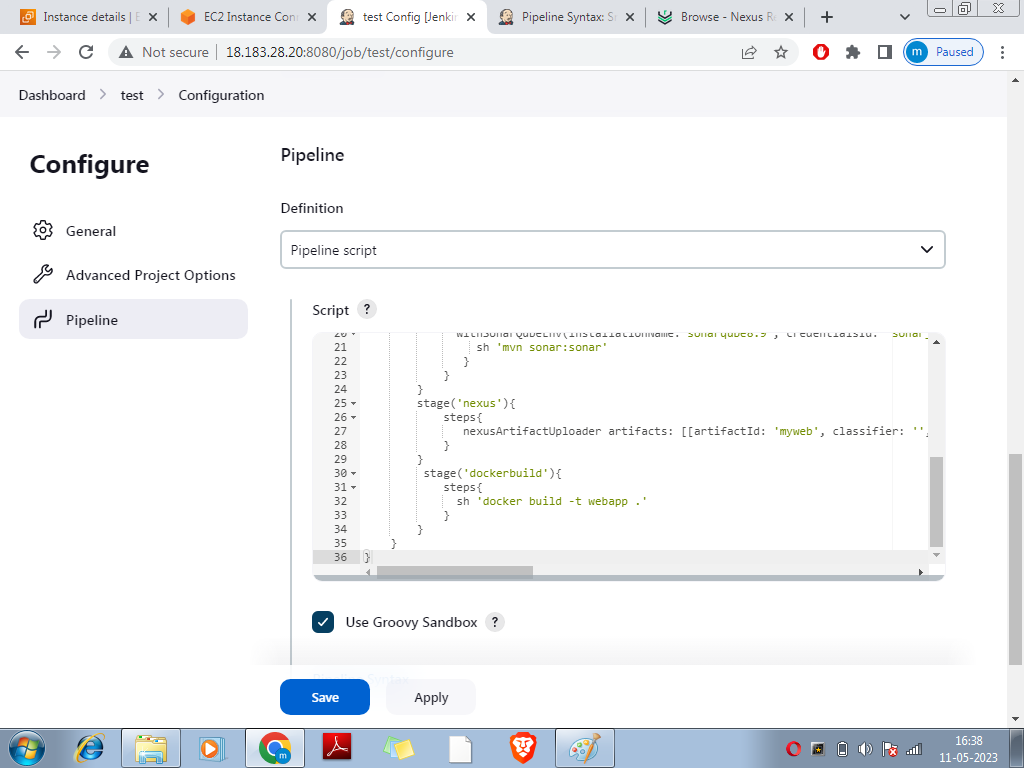 Instance details | E
EC2 Instance Conn
test Config [Jenkin
Pipeline Syntax: S
Browse - Nexus R
Not secure
18.183.28.20:8080/job/test/configure
m
Paused
Dashboard
test
Configuration
Configure
General
Advanced Project Options
Pipeline
Pipeline
Definition
Pipeline script
Script ?
20 withSonarQubeEnv(installationName: 'sonarqube8.9', credentialsId: 'sonar
21 sh 'mvn sonar:sonar'
22 }
23 }
24 }
25 stage('nexus'){
26 steps{
27 nexusArtifactUploader artifacts: [[artifactId: 'myweb', classifier: '',
28 }
29 }
30 stage('dockerbuild'){
31 steps{
32 sh 'docker build -t webapp .'
33 }
34 }
35 }
36 }
Use Groovy Sandbox ?
Save
Apply
m
16:38
11-05-2023